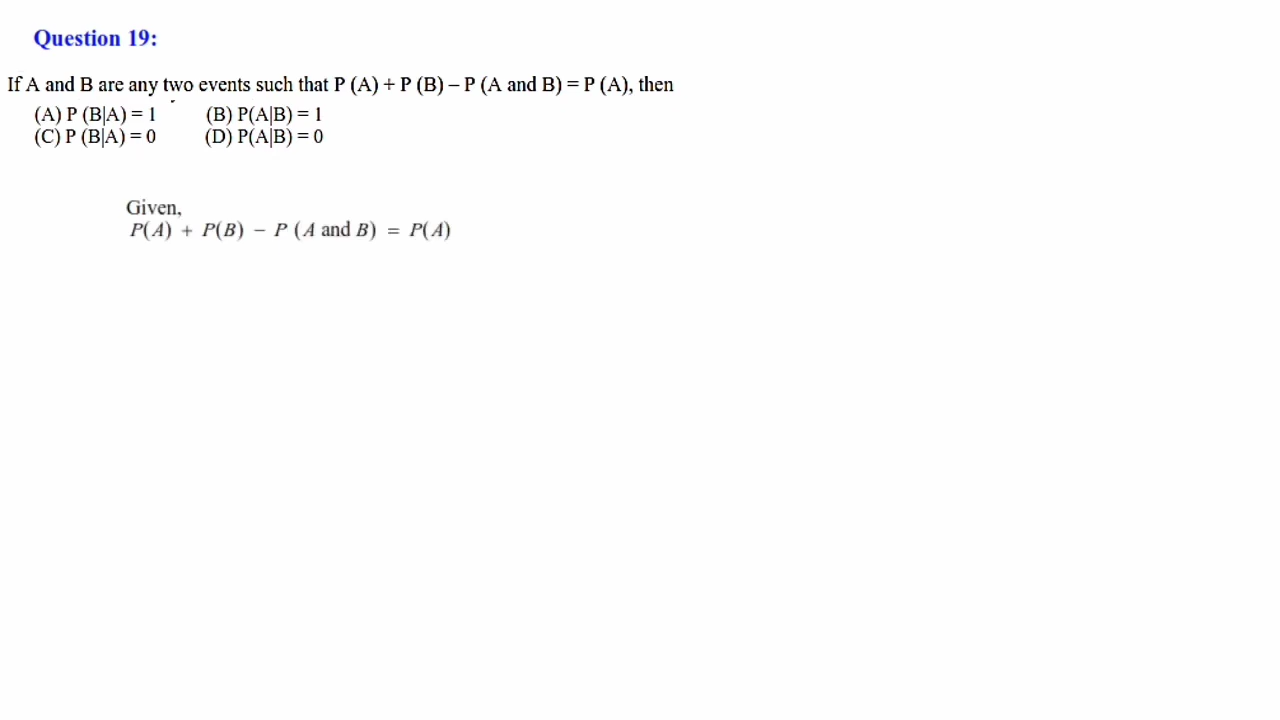 Question 19:
If A and B are any two events such that P (A) + P (B) – P (A and B) = P (A), then
(A) P (B|A) = 1 (B) P(A|B) = 1
(C) P (B|A) = 0 (D) P(A|B) = 0
Given,
P(A) + P(B) − P (A and B) = P(A)